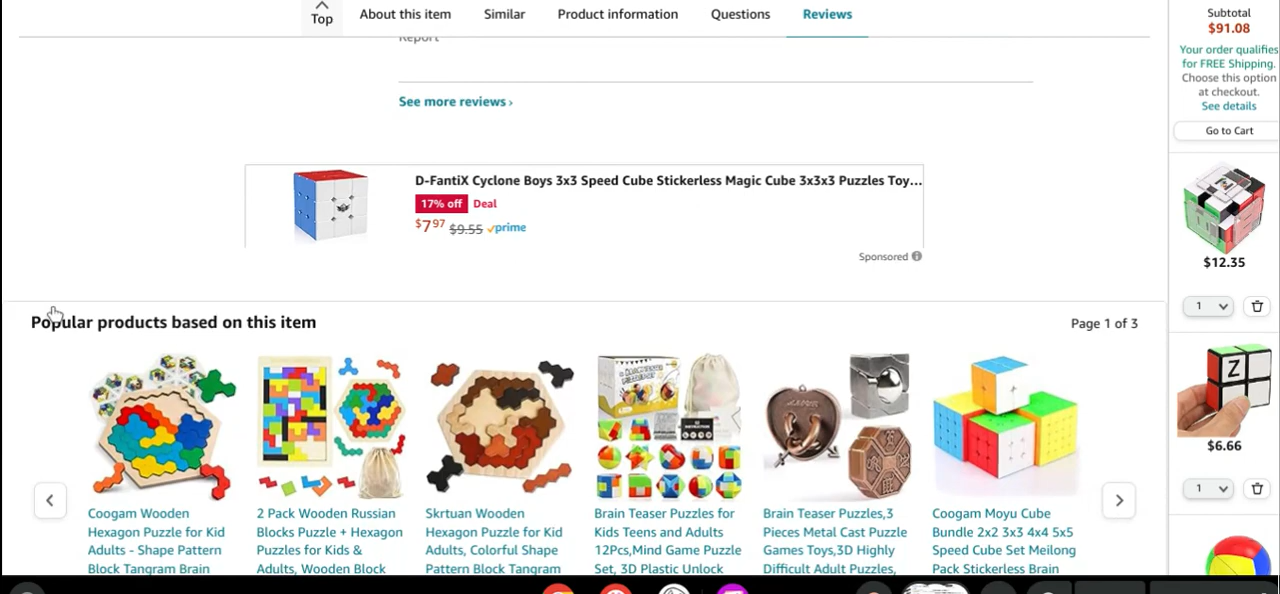 Top
About this item
Similar
Product information
Questions
Reviews
Report
See more reviews ›
D-FantiX Cyclone Boys 3x3 Speed Cube Stickerless Magic Cube 3x3x3 Puzzles Toy...
17% off Deal
$7 97 $9.55 prime
Sponsored
Popular products based on this item
Page 1 of 3
Coogam Wooden
Hexagon Puzzle for Kid
Adults - Shape Pattern
Block Tangram Brain
2 Pack Wooden Russian
Blocks Puzzle + Hexagon
Puzzles for Kids &
Adults, Wooden Block
Skrtuan Wooden
Hexagon Puzzle for Kid
Adults, Colorful Shape
Pattern Block Tangram
Brain Teaser Puzzles for
Kids Teens and Adults
12Pcs,Mind Game Puzzle
Set, 3D Plastic Unlock
Brain Teaser Puzzles,3
Pieces Metal Cast Puzzle
Games Toys,3D Highly
Difficult Adult Puzzles,
Coogam Moyu Cube
Bundle 2x2 3x3 4x4 5x5
Speed Cube Set Meilong
Pack Stickerless Brain
Subtotal
$91.08
Your order qualifies
for FREE Shipping.
Choose this option
at checkout.
See details
Go to Cart
$12.35
1
Z
$6.66
1